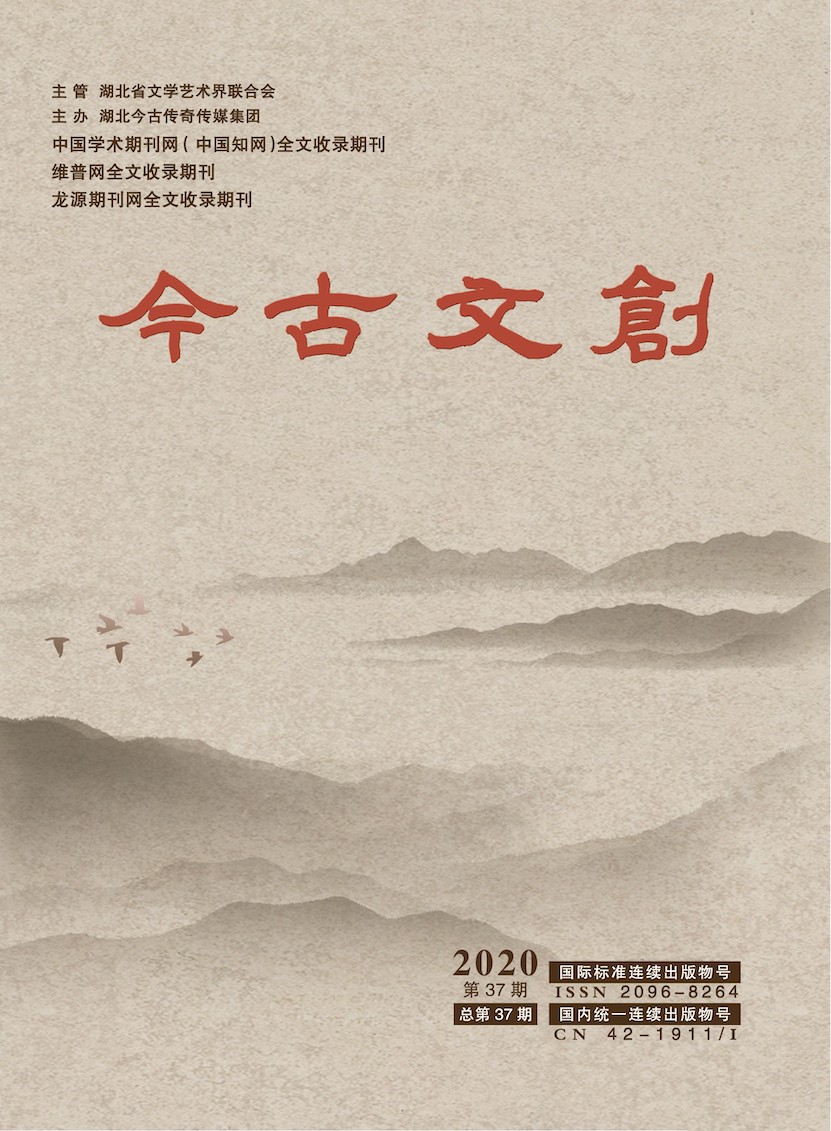 主 管 湖北省文学艺术界联合会
主 办 湖北今古传奇传媒集团
中国学术期刊网( 中国知网)全文收录期刊
维普网全文收录期刊
龙源期刊网全文收录期刊
今古文創
2020
第 37 期
总第 37 期
国际标准连续出版物号
ISSN 2096-8264
国内统一连续出版物号
CN 42-1911/I